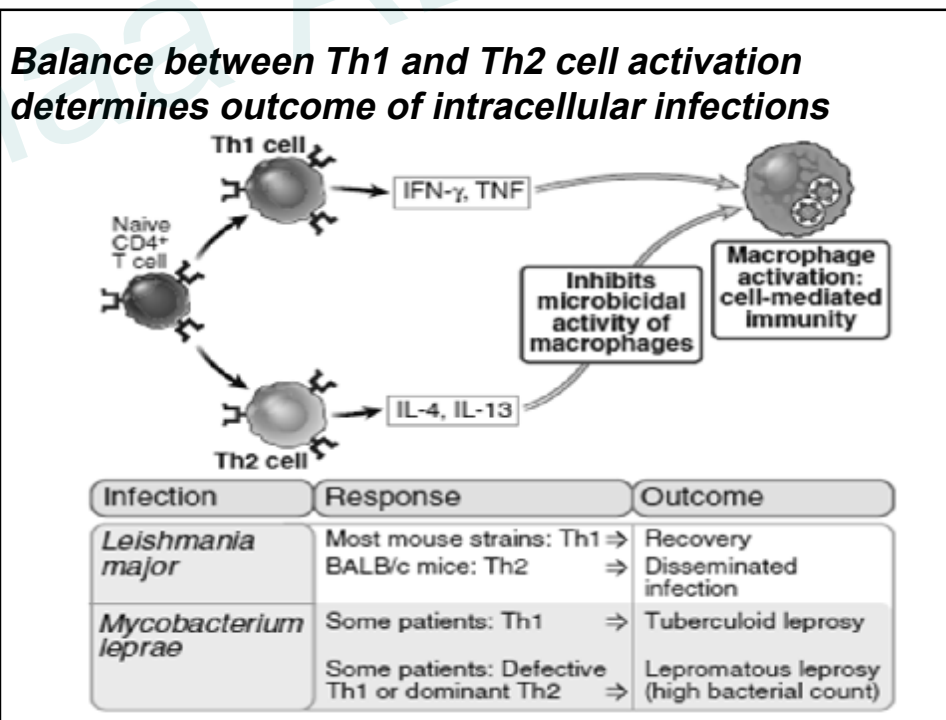 Balance between Th1 and Th2 cell activation
determines outcome of intracellular infections
Th1 cell
IFN-γ, TNF
Naive
CD4+
T cell
Macrophage
activation:
cell-mediated
immunity
Inhibits
microbicidal
activity of
macrophages
IL-4, IL-13
Th2 cell
Infection Response Outcome
Leishmania
major
Most mouse strains: Th1 ⇒ Recovery
BALB/c mice: Th2 ⇒ Disseminated
infection
Mycobacterium
leprae
Some patients: Th1 ⇒ Tuberculoid leprosy
Some patients: Defective
Th1 or dominant Th2 ⇒ Lepromatous leprosy
(high bacterial count)